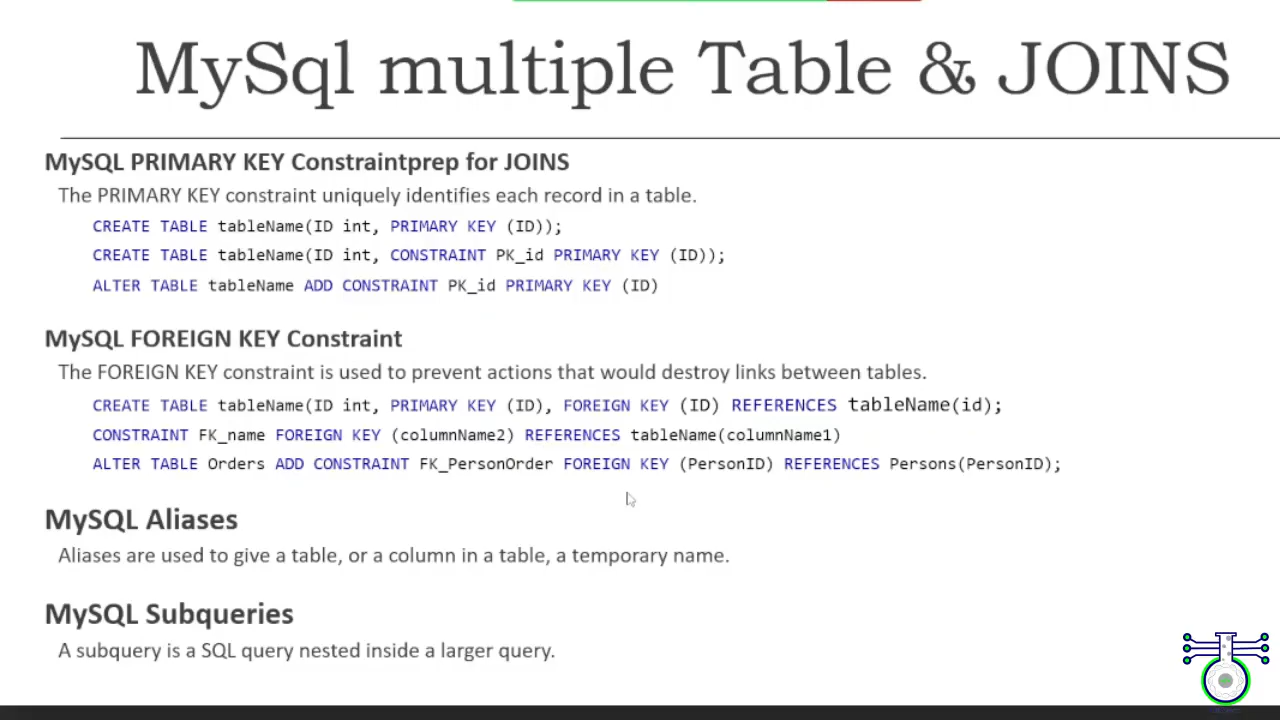 MySql multiple Table & JOINS
MySQL PRIMARY KEY Constraintprep for JOINS
The PRIMARY KEY constraint uniquely identifies each record in a table.
CREATE TABLE tableName(ID int, PRIMARY KEY (ID));
CREATE TABLE tableName(ID int, CONSTRAINT PK_id PRIMARY KEY (ID));
ALTER TABLE tableName ADD CONSTRAINT PK_id PRIMARY KEY (ID)
MySQL FOREIGN KEY Constraint
The FOREIGN KEY constraint is used to prevent actions that would destroy links between tables.
CREATE TABLE tableName(ID int, PRIMARY KEY (ID), FOREIGN KEY (ID) REFERENCES tableName(id);
CONSTRAINT FK_name FOREIGN KEY (columnName2) REFERENCES tableName(columnName1)
ALTER TABLE Orders ADD CONSTRAINT FK_PersonOrder FOREIGN KEY (PersonID) REFERENCES Persons(PersonID);
MySQL Aliases
Aliases are used to give a table, or a column in a table, a temporary name.
MySQL Subqueries
A subquery is a SQL query nested inside a larger query.